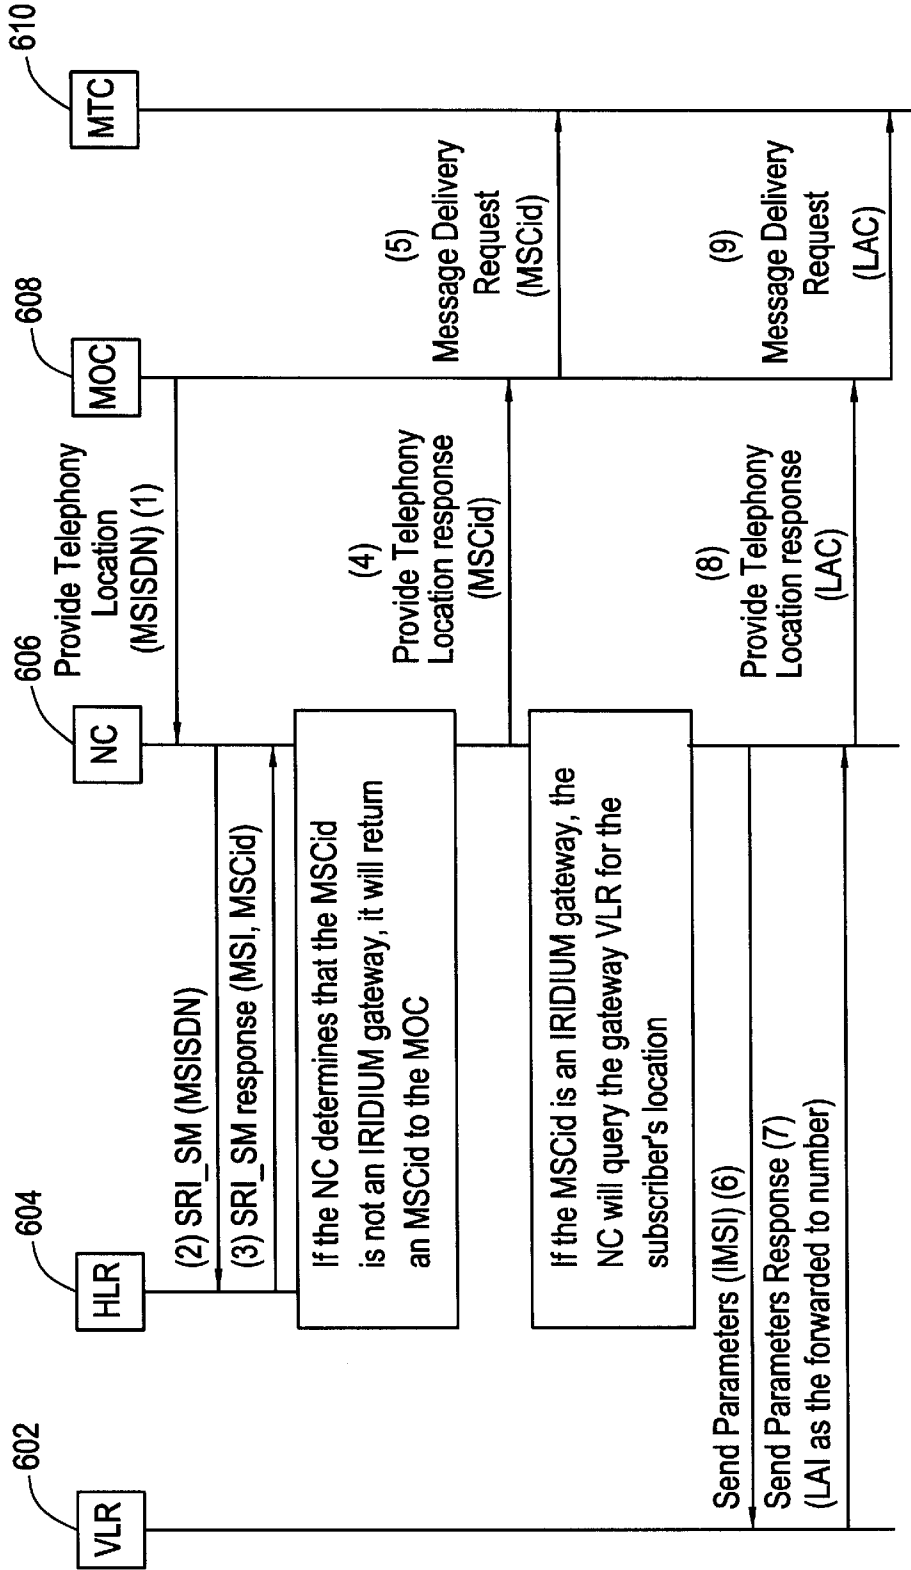 602
VLR
604
HLR
606
NC
608
MOC
610
MTC
Provide Telephony
Location
(MSISDN) (1)
(2) SRI_SM (MSISDN)
(3) SRI_SM response (MSI, MSCid)
If the NC determines that the MSCid
is not an IRIDIUM gateway, it will return
an MSCid to the MOC
(4)
Provide Telephony
Location response
(MSCid)
(5)
Message Delivery
Request
(MSCid)
If the MSCid is an IRIDIUM gateway, the
NC will query the gateway VLR for the
subscriber's location
Send Parameters (IMSI) (6)
Send Parameters Response (7)
(LAI as the forwarded to number)
(8)
Provide Telephony
Location response
(LAC)
(9)
Message Delivery
Request
(LAC)